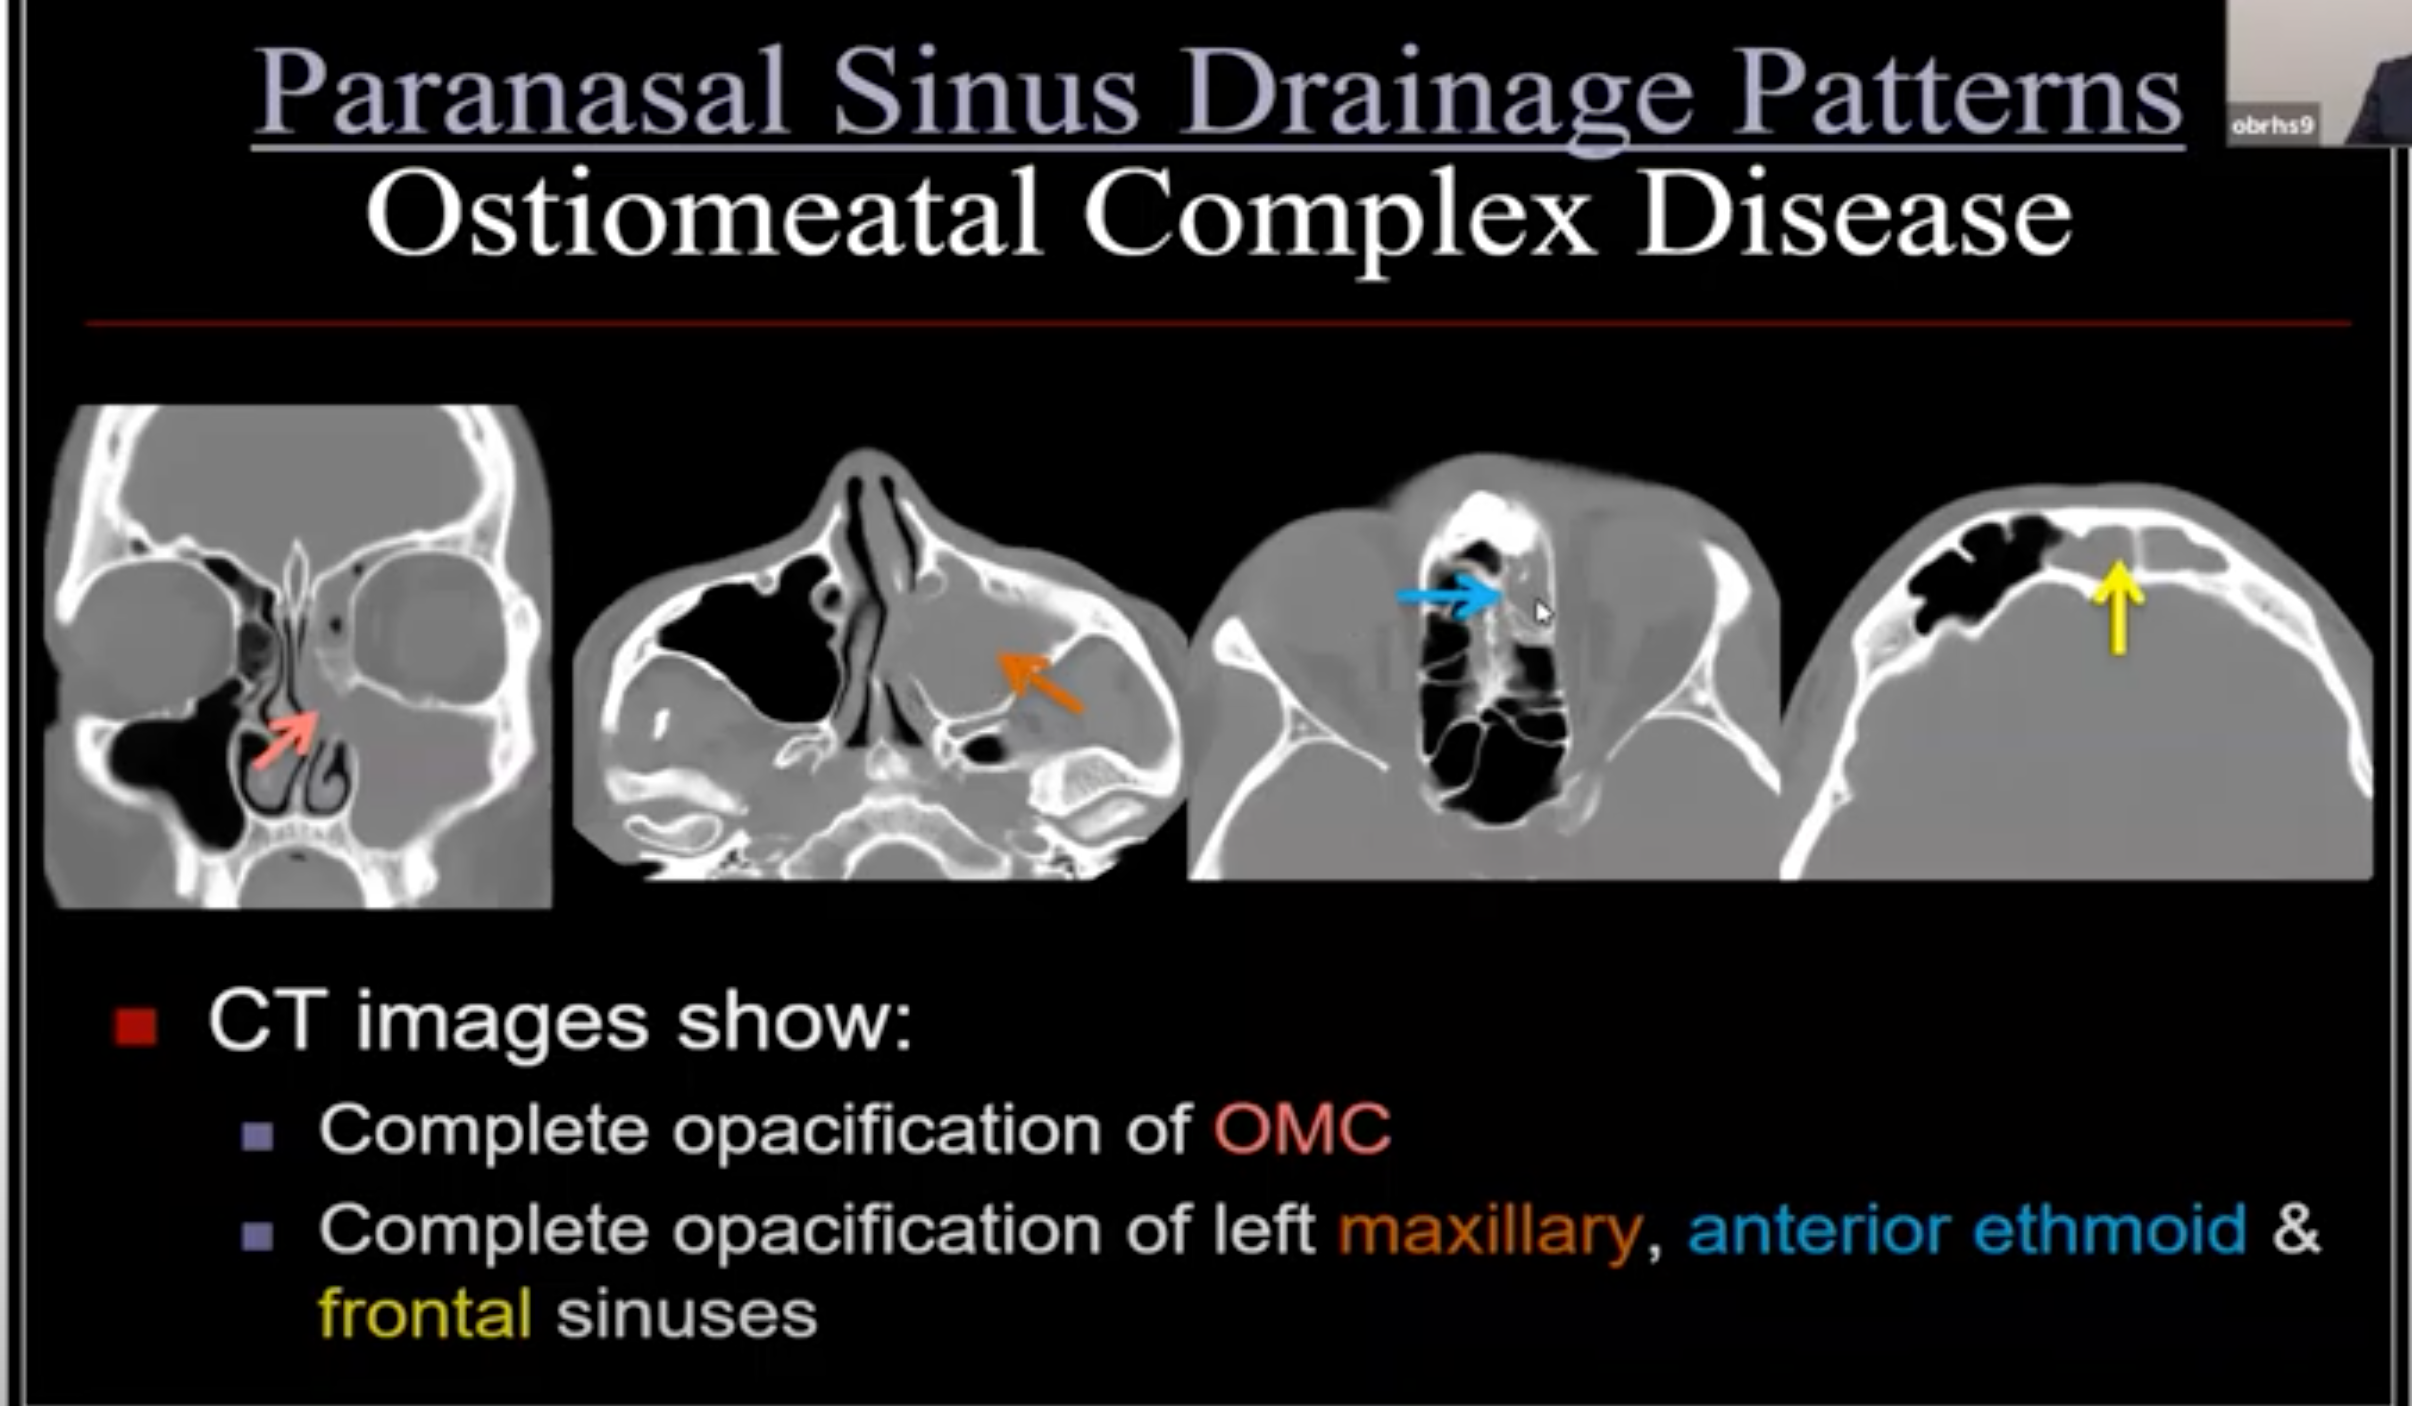 Paranasal Sinus Drainage Patterns
obrhs9
Ostiomeatal Complex Disease
CT images show:
Complete opacification of OMC
Complete opacification of left maxillary, anterior ethmoid &
frontal sinuses